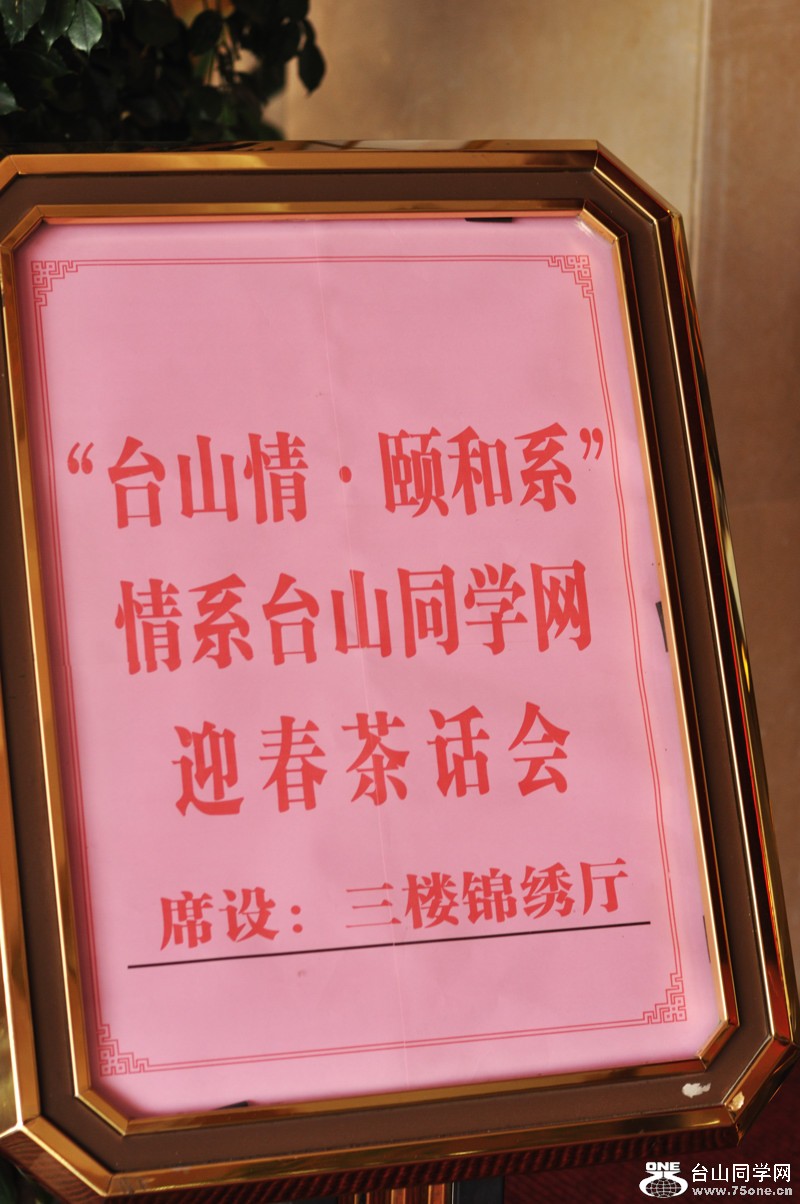 “台山情·颐和系”
情系台山同学网
迎春茶话会
席设：三楼锦绣厅
ONE 台山同学网
www.75one.cn